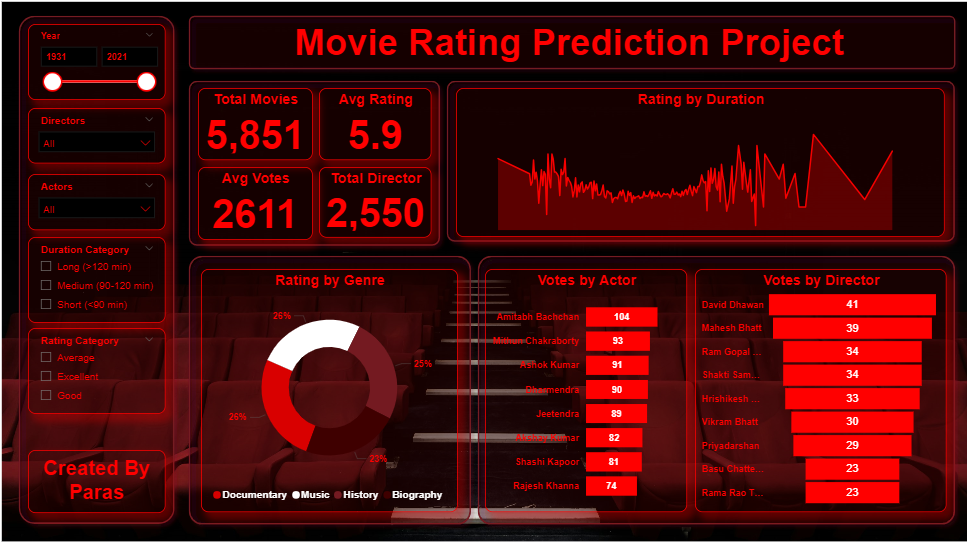 Movie Rating Prediction Project
Year
1931
2021
Directors
All
Actors
All
Duration Category
Long (>120 min)
Medium (90-120 min)
Short (<90 min)
Rating Category
Average
Excellent
Good
Created By
Paras
Total Movies
5,851
Avg Rating
5.9
Avg Votes
2611
Total Director
2,550
Rating by Duration
Rating by Genre
26%
25%
26%
23%
Documentary Music History Biography
Votes by Actor
Amitabh Bachchan 104
Mithun Chakraborty 93
Ashok Kumar 91
Dharmendra 90
Jeetendra 89
Akshay Kumar 82
Shashi Kapoor 81
Rajesh Khanna 74
Votes by Director
David Dhawan 41
Mahesh Bhatt 39
Ram Gopal ... 34
Shakti Sam... 34
Hrishikesh ... 33
Vikram Bhatt 30
Priyadarshan 29
Basu Chatte... 23
Rama Rao T... 23